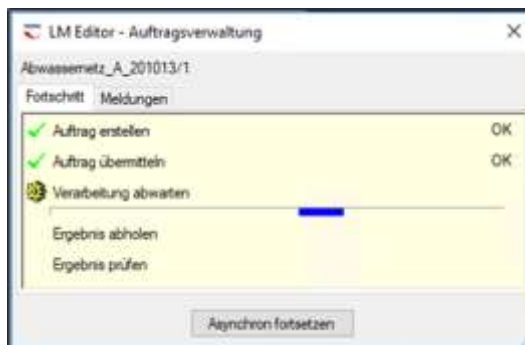 LM Editor - Auftragsverwaltung
Abwassernetz_A_201013/1
Fortschritt Meldungen
Auftrag erstellen OK
Auftrag übermitteln OK
Verarbeitung abwarten
Ergebnis abholen
Ergebnis prüfen
Asynchron fortsetzen